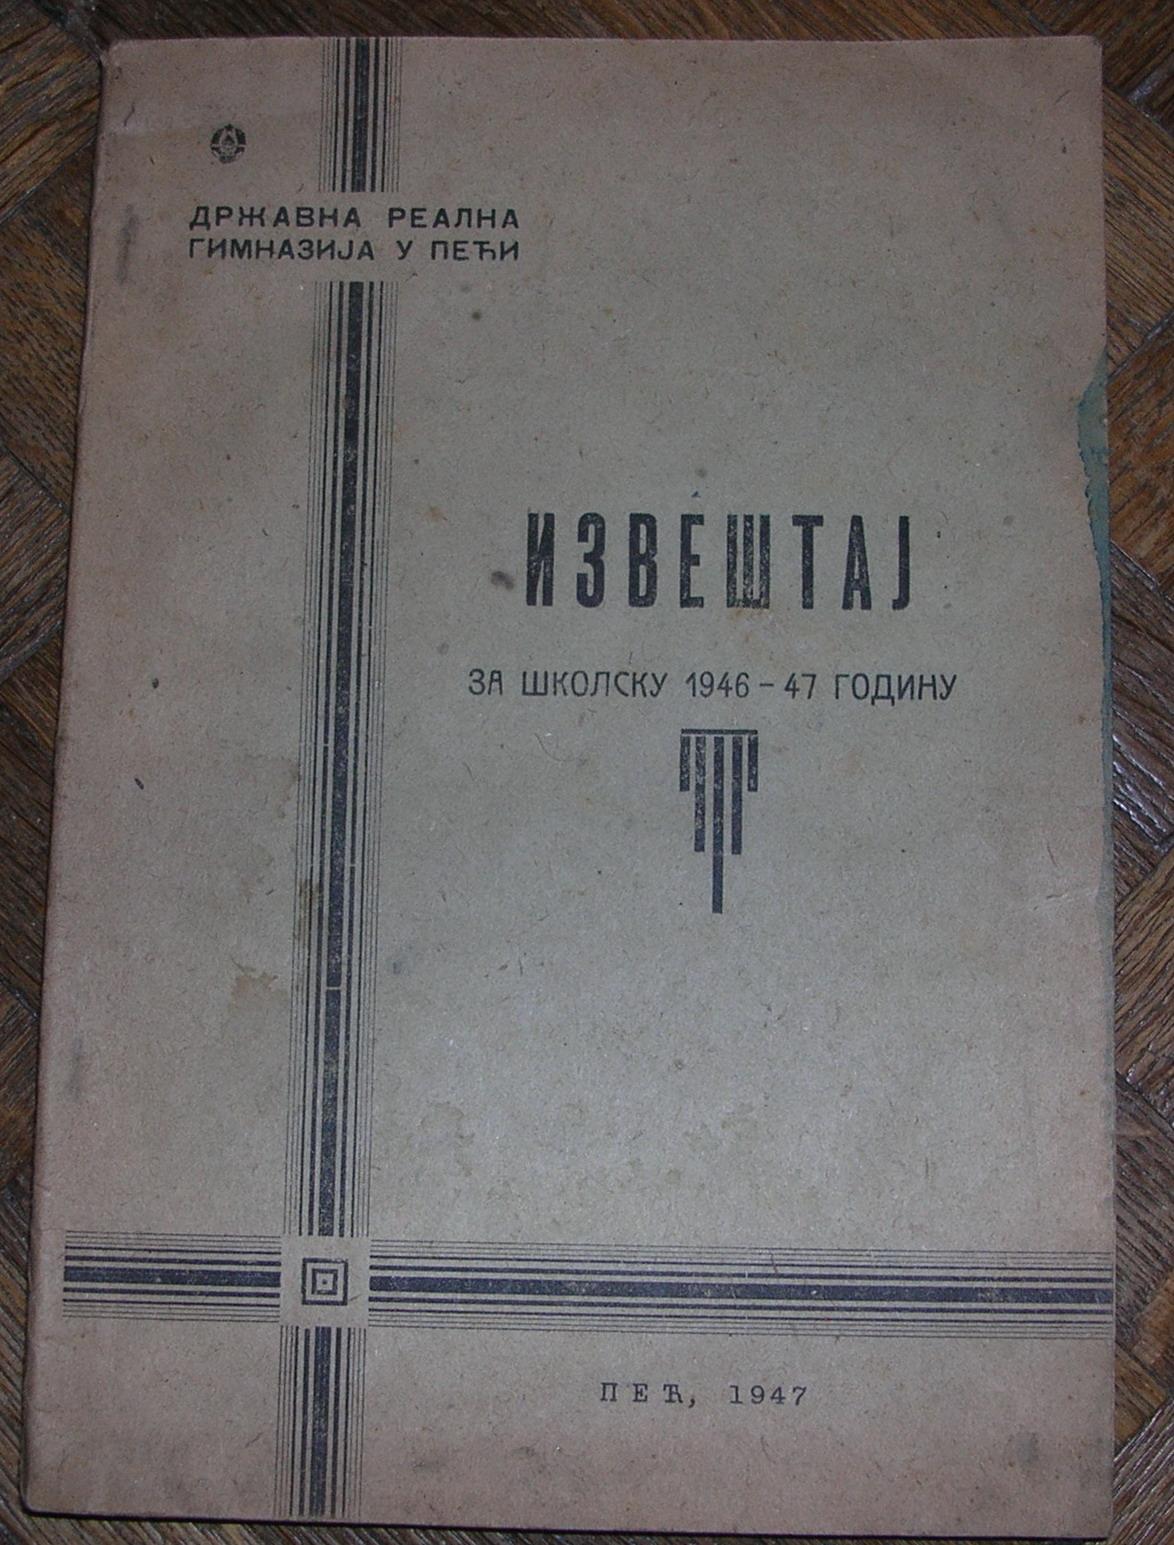 ДРЖАВНА РЕАЛНА
ГИМНАЗИЈА У ПЕЋИ
ИЗВЕШТАЈ
ЗА ШКОЛСКУ 1946 – 47 ГОДИНУ
ПЕЋ, 1947